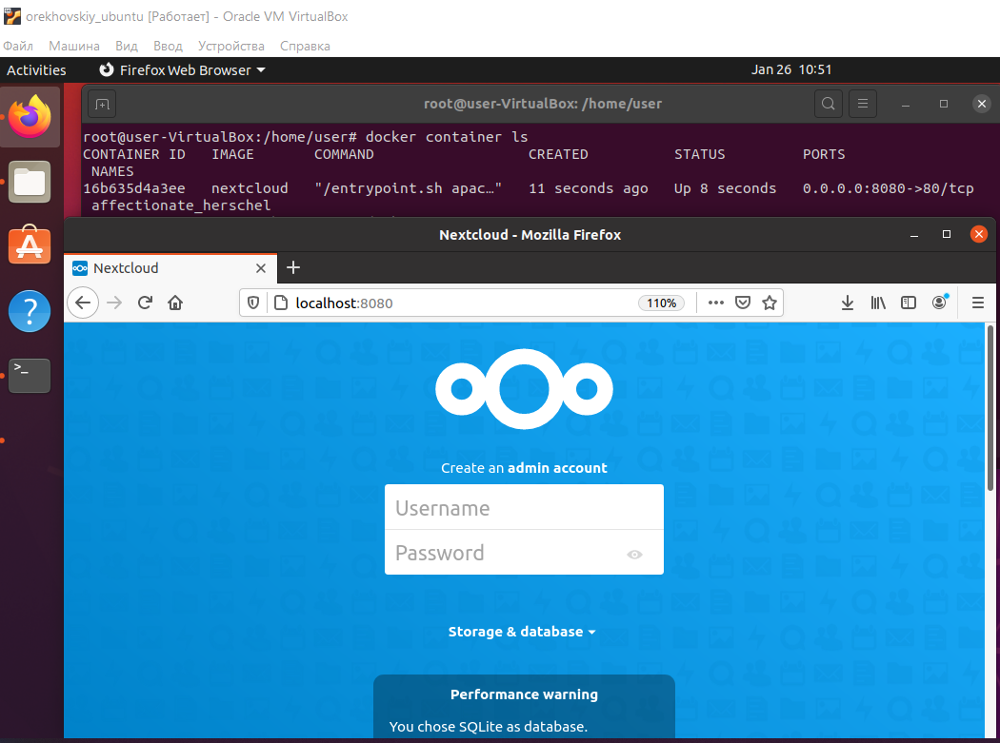 orekhovskiy_ubuntu [Работает] - Oracle VM VirtualBox
Файл Машина Вид Ввод Устройства Справка
Activities Firefox Web Browser Jan 26 10:51
root@user-VirtualBox: /home/user
root@user-VirtualBox:/home/user# docker container ls
CONTAINER ID IMAGE COMMAND CREATED STATUS PORTS
NAMES
16b635d4a3ee nextcloud "/entrypoint.sh apac…" 11 seconds ago Up 8 seconds 0.0.0.0:8080->80/tcp
affectionate_herschel
Nextcloud - Mozilla Firefox
Nextcloud
localhost:8080 110%
Create an admin account
Username
Password
Storage & database
Performance warning
You chose SQLite as database.